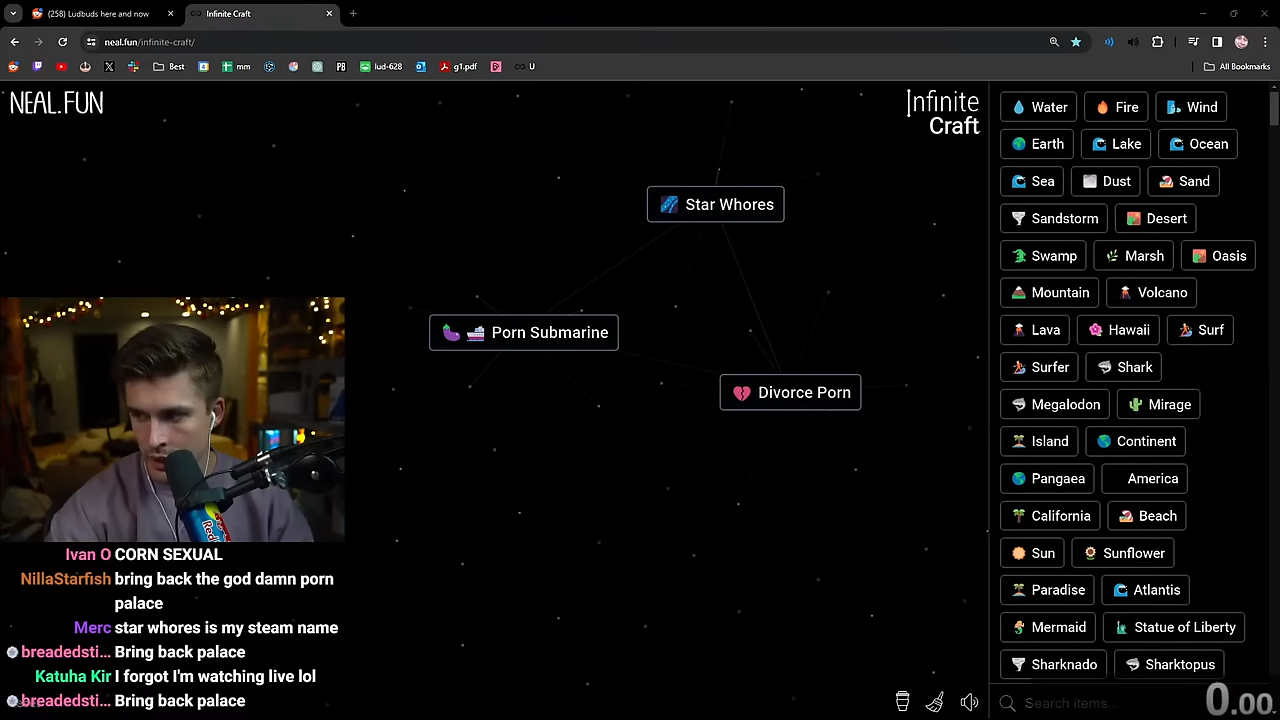 (258) Ludbuds here and now
Infinite Craft
neal.fun/infinite-craft/
Best
mm
PB
lud-628
g1.pdf
U
All Bookmarks
NEAL.FUN
Infinite
Craft
Star Whores
Porn Submarine
Divorce Porn
Water Fire Wind
Earth Lake Ocean
Sea Dust Sand
Sandstorm Desert
Swamp Marsh Oasis
Mountain Volcano
Lava Hawaii Surf
Surfer Shark
Megalodon Mirage
Island Continent
Pangaea America
California Beach
Sun Sunflower
Paradise Atlantis
Mermaid Statue of Liberty
Sharknado Sharktopus
Search items...
0.00
Ivan O CORN SEXUAL
NillaStarfish bring back the god damn porn
palace
Merc star whores is my steam name
breadedsti... Bring back palace
Katuha Kir I forgot I'm watching live lol
breadedsti... Bring back palace